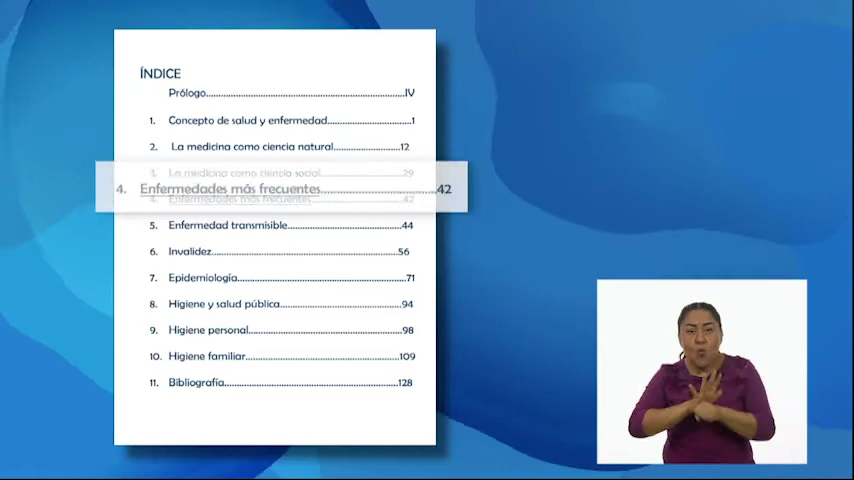 ÍNDICE
Prólogo..........IV
1. Concepto de salud y enfermedad..........1
2. La medicina como ciencia natural..........12
3. La medicina como ciencia social..........29
4. Enfermedades más frecuentes..........42
4. Enfermedades más frecuentes..........42
5. Enfermedad transmisible..........44
6. Invalidez..........56
7. Epidemiología..........71
8. Higiene y salud pública..........94
9. Higiene personal..........98
10. Higiene familiar..........109
11. Bibliografía..........128